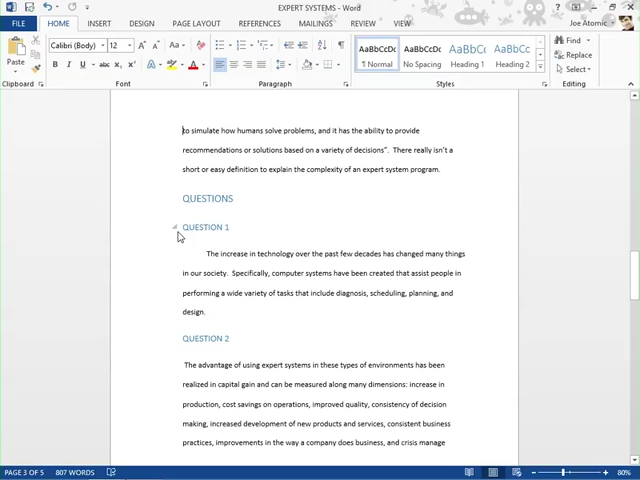 EXPERT SYSTEMS - Word
Joe Atomic
FILE HOME INSERT DESIGN PAGE LAYOUT REFERENCES MAILINGS REVIEW VIEW
Paste
Clipboard
Calibri (Body) 12
Font
Paragraph
AaBbCcDc AaBbCcDc AaBbCc AaBbCc
¶ Normal No Spacing Heading 1 Heading 2
Styles
Find
Replace
Select
Editing
to simulate how humans solve problems, and it has the ability to provide
recommendations or solutions based on a variety of decisions”. There really isn’t a
short or easy definition to explain the complexity of an expert system program.
QUESTIONS
QUESTION 1
The increase in technology over the past few decades has changed many things
in our society. Specifically, computer systems have been created that assist people in
performing a wide variety of tasks that include diagnosis, scheduling, planning, and
design.
QUESTION 2
The advantage of using expert systems in these types of environments has been
realized in capital gain and can be measured along many dimensions: increase in
production, cost savings on operations, improved quality, consistency of decision
making, increased development of new products and services, consistent business
practices, improvements in the way a company does business, and crisis manage
PAGE 3 OF 5 807 WORDS
80%